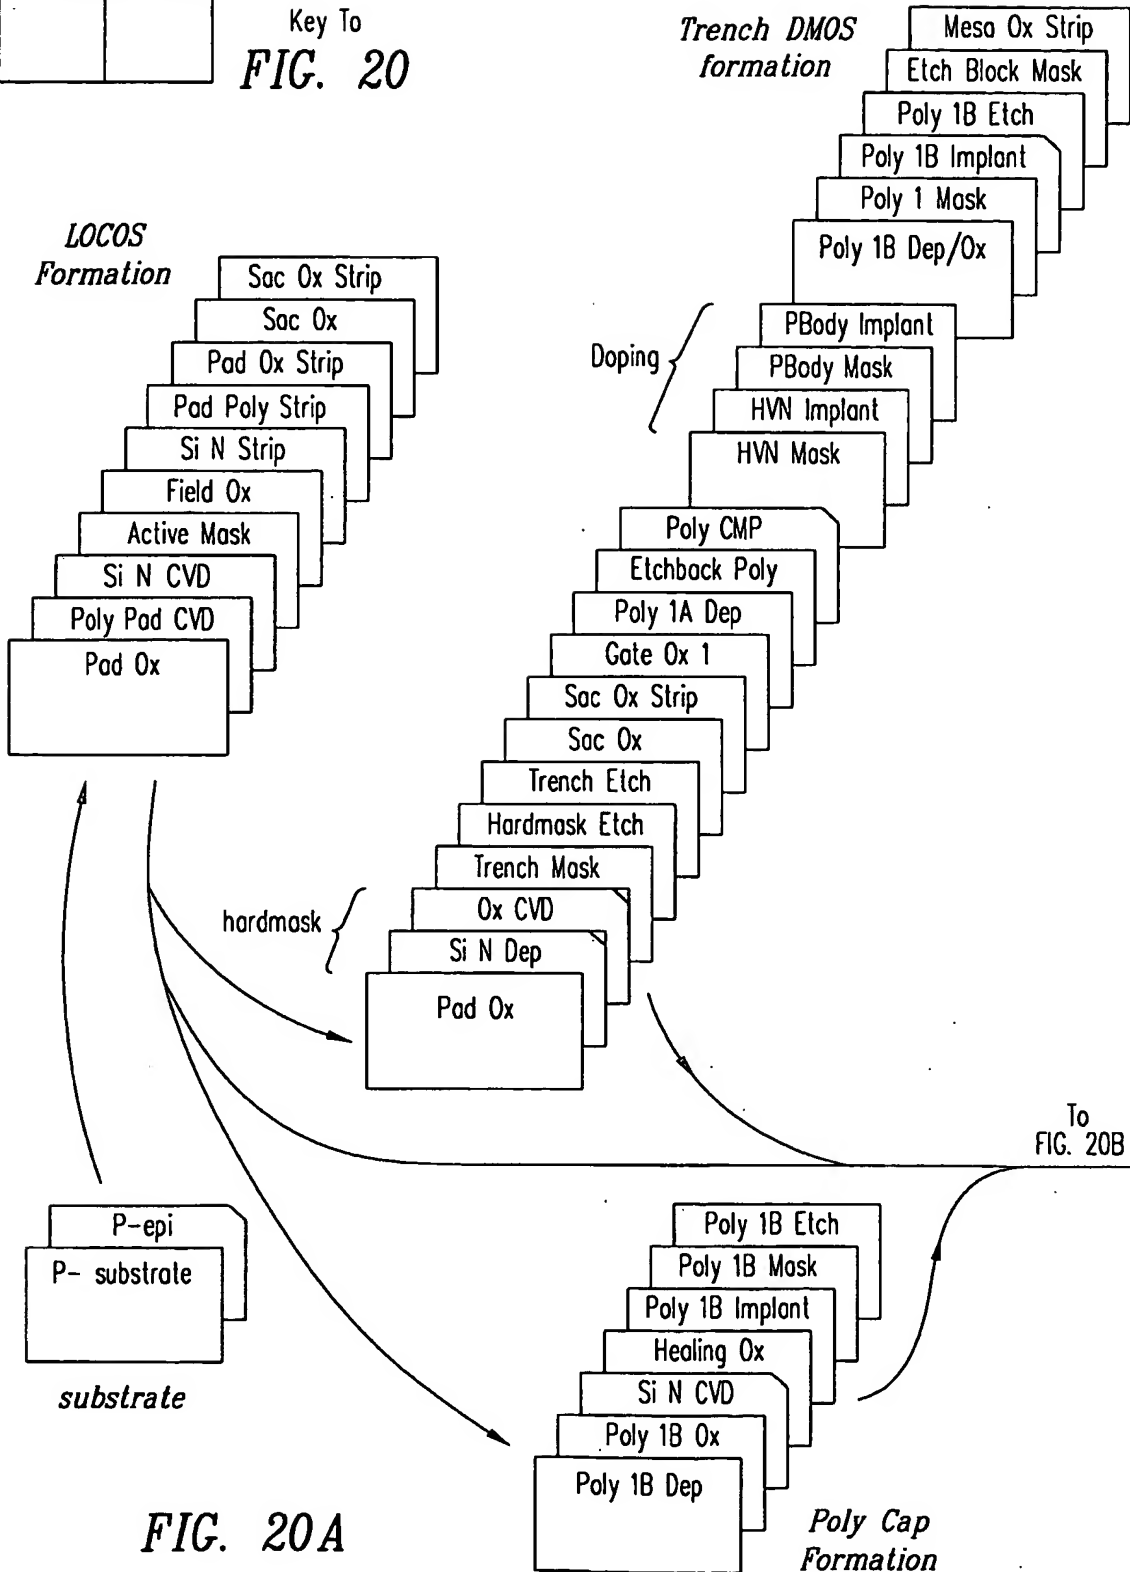 Key To
FIG. 20
Trench DMOS
formation
Mesa Ox Strip
Etch Block Mask
Poly 1B Etch
Poly 1B Implant
Poly 1 Mask
Poly 1B Dep/Ox
Doping
PBody Implant
PBody Mask
HVN Implant
HVN Mask
Poly CMP
Etchback Poly
Poly 1A Dep
Gate Ox 1
Sac Ox Strip
Sac Ox
Trench Etch
Hardmask Etch
Trench Mask
hardmask
Ox CVD
Si N Dep
Pad Ox
LOCOS
Formation
Sac Ox Strip
Sac Ox
Pad Ox Strip
Pad Poly Strip
Si N Strip
Field Ox
Active Mask
Si N CVD
Poly Pad CVD
Pad Ox
To
FIG. 20B
P-epi
P- substrate
substrate
Poly 1B Etch
Poly 1B Mask
Poly 1B Implant
Healing Ox
Si N CVD
Poly 1B Ox
Poly 1B Dep
Poly Cap
Formation
FIG. 20A